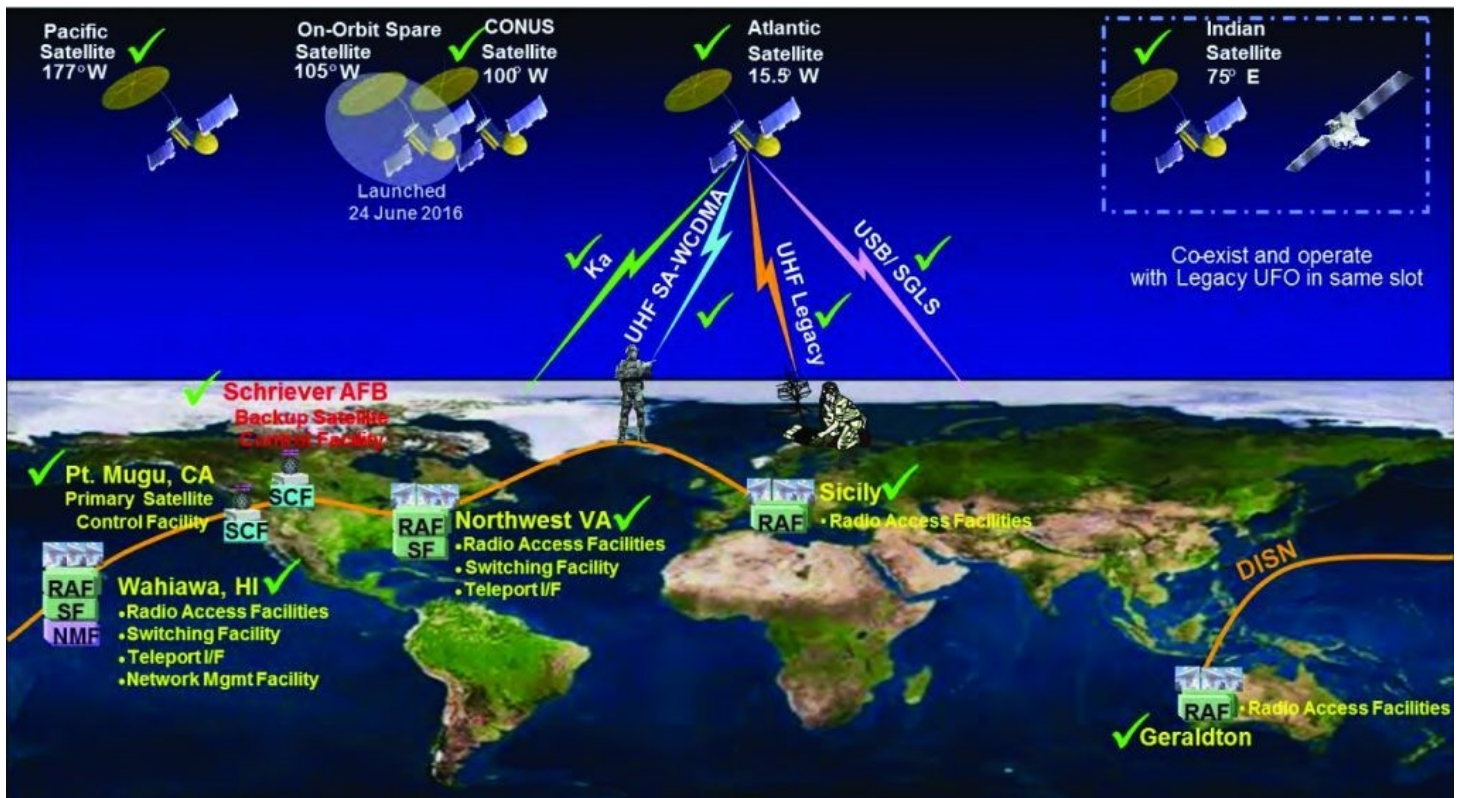 Pacific
Satellite
177°W
On-Orbit Spare
Satellite
105°W
CONUS
Satellite
100° W
Atlantic
Satellite
15.5° W
Indian
Satellite
75° E
Launched
24 June 2016
Co-exist and operate
with Legacy UFO in same slot
Ka
UHF SA-WCDMA
UHF Legacy
USB/ SGLS
Schriever AFB
Backup Satellite
Control Facility
Pt. Mugu, CA
Primary Satellite
Control Facility
SCF
SCF
RAF
SF
Northwest VA
•Radio Access Facilities
•Switching Facility
•Teleport I/F
RAF
Sicily
•Radio Access Facilities
RAF
SF
NMF
Wahiawa, HI
•Radio Access Facilities
•Switching Facility
•Teleport I/F
•Network Mgmt Facility
DISN
RAF
•Radio Access Facilities
Geraldton